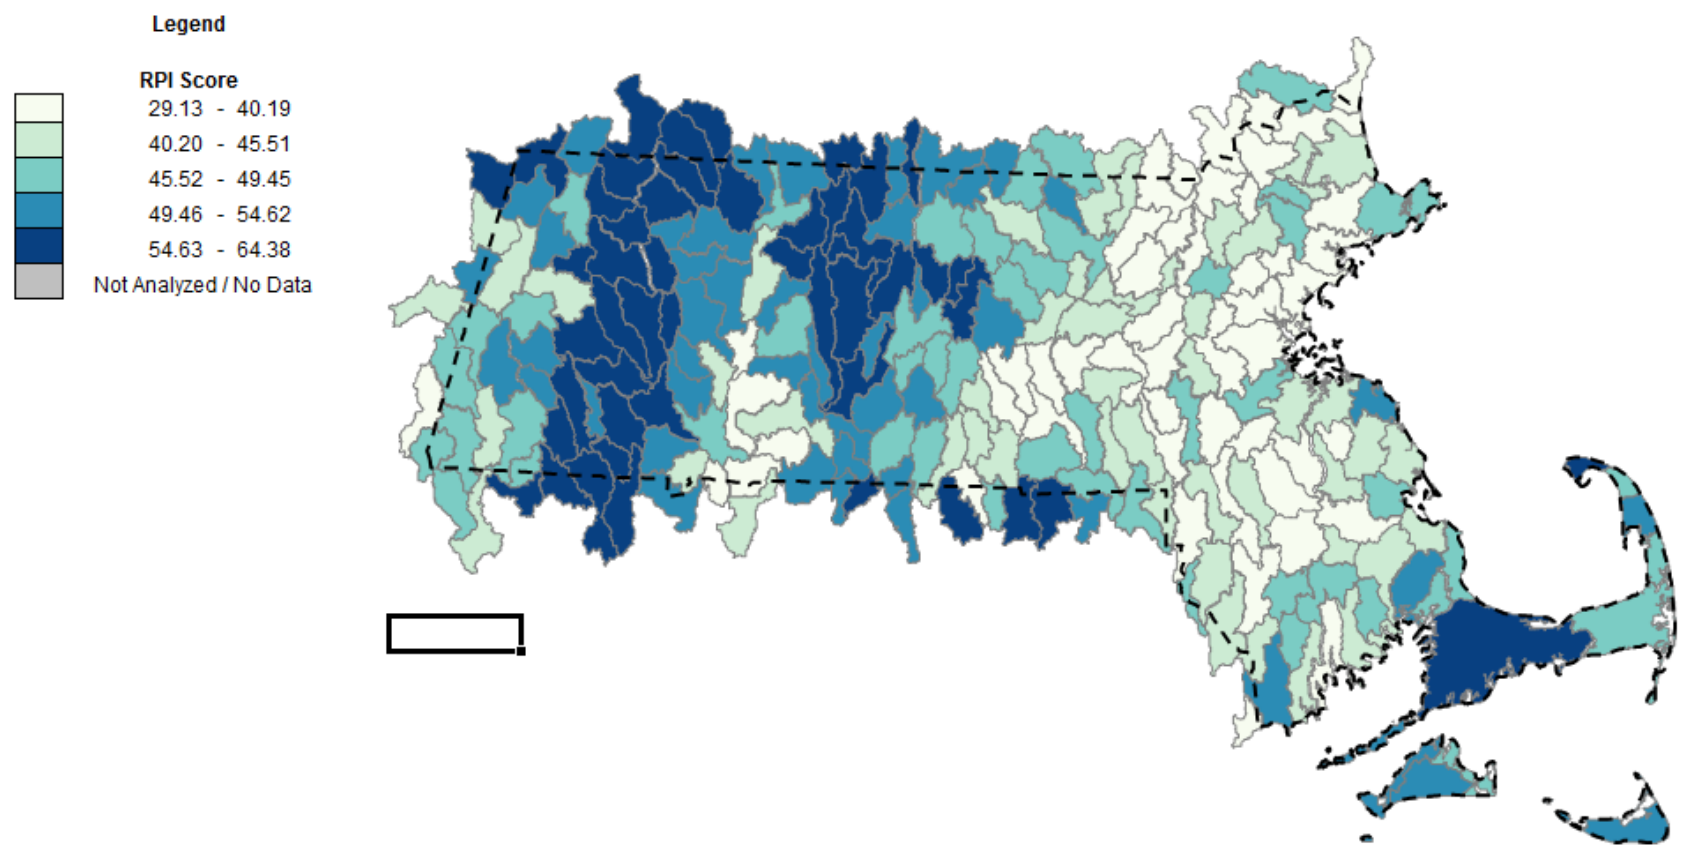 Legend
RPI Score
29.13 - 40.19
40.20 - 45.51
45.52 - 49.45
49.46 - 54.62
54.63 - 64.38
Not Analyzed / No Data